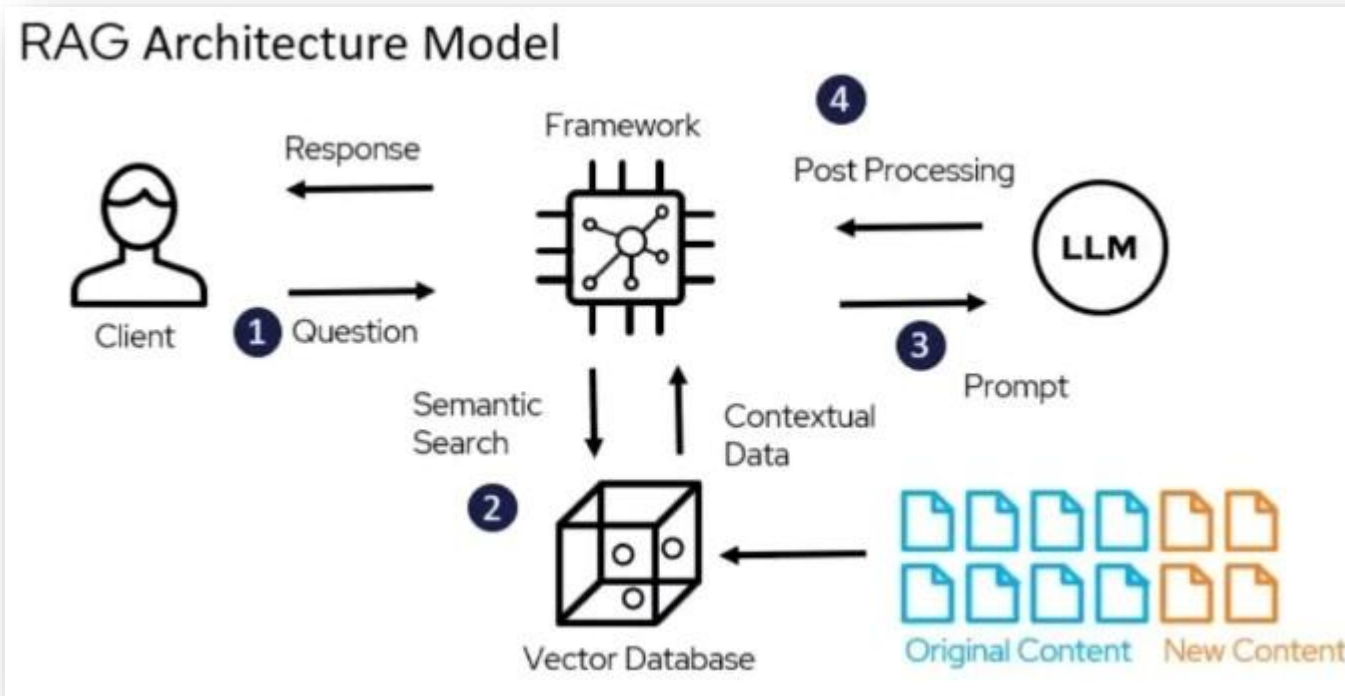 RAG Architecture Model
4
Framework
Response
Post Processing
LLM
Client
1 Question
3
Prompt
Semantic
Search
Contextual
Data
2
Vector Database
Original Content New Content